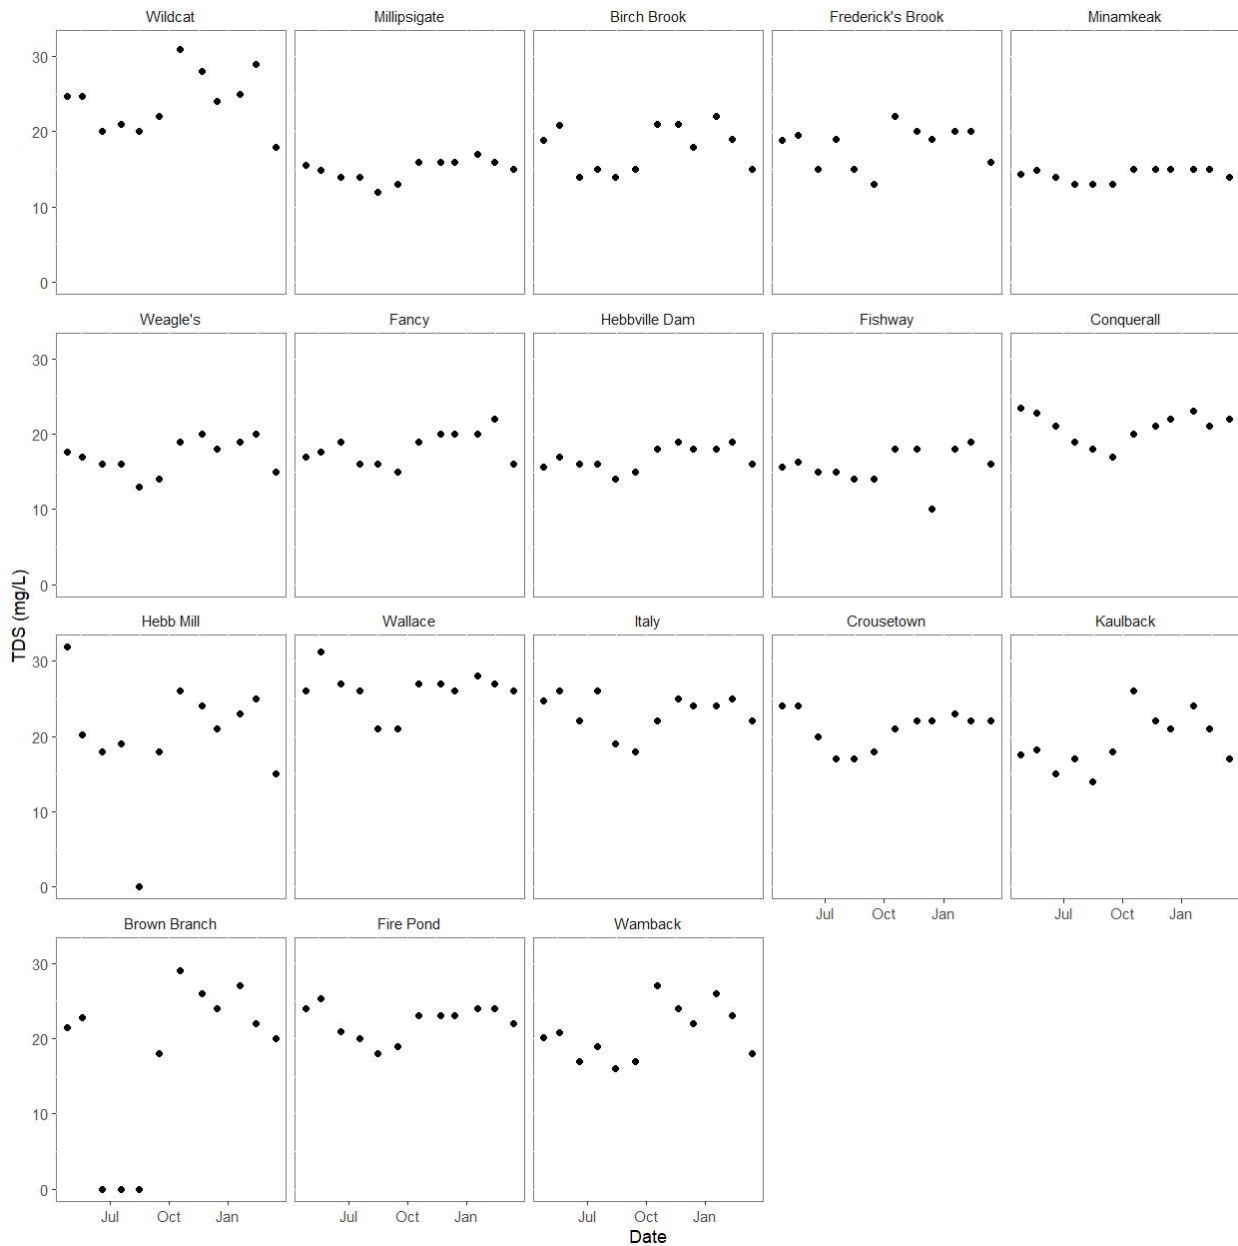 Wildcat Millipsigate Birch Brook Frederick's Brook Minamkeak
30
20
10
0
Weagle's Fancy Hebbville Dam Fishway Conquerall
30
20
10
0
Hebb Mill Wallace Italy Crousetown Kaulback
30
20
10
0
Jul Oct Jan Jul Oct Jan
Brown Branch Fire Pond Wamback
30
20
10
0
Jul Oct Jan Jul Oct Jan Jul Oct Jan
Date
TDS (mg/L)